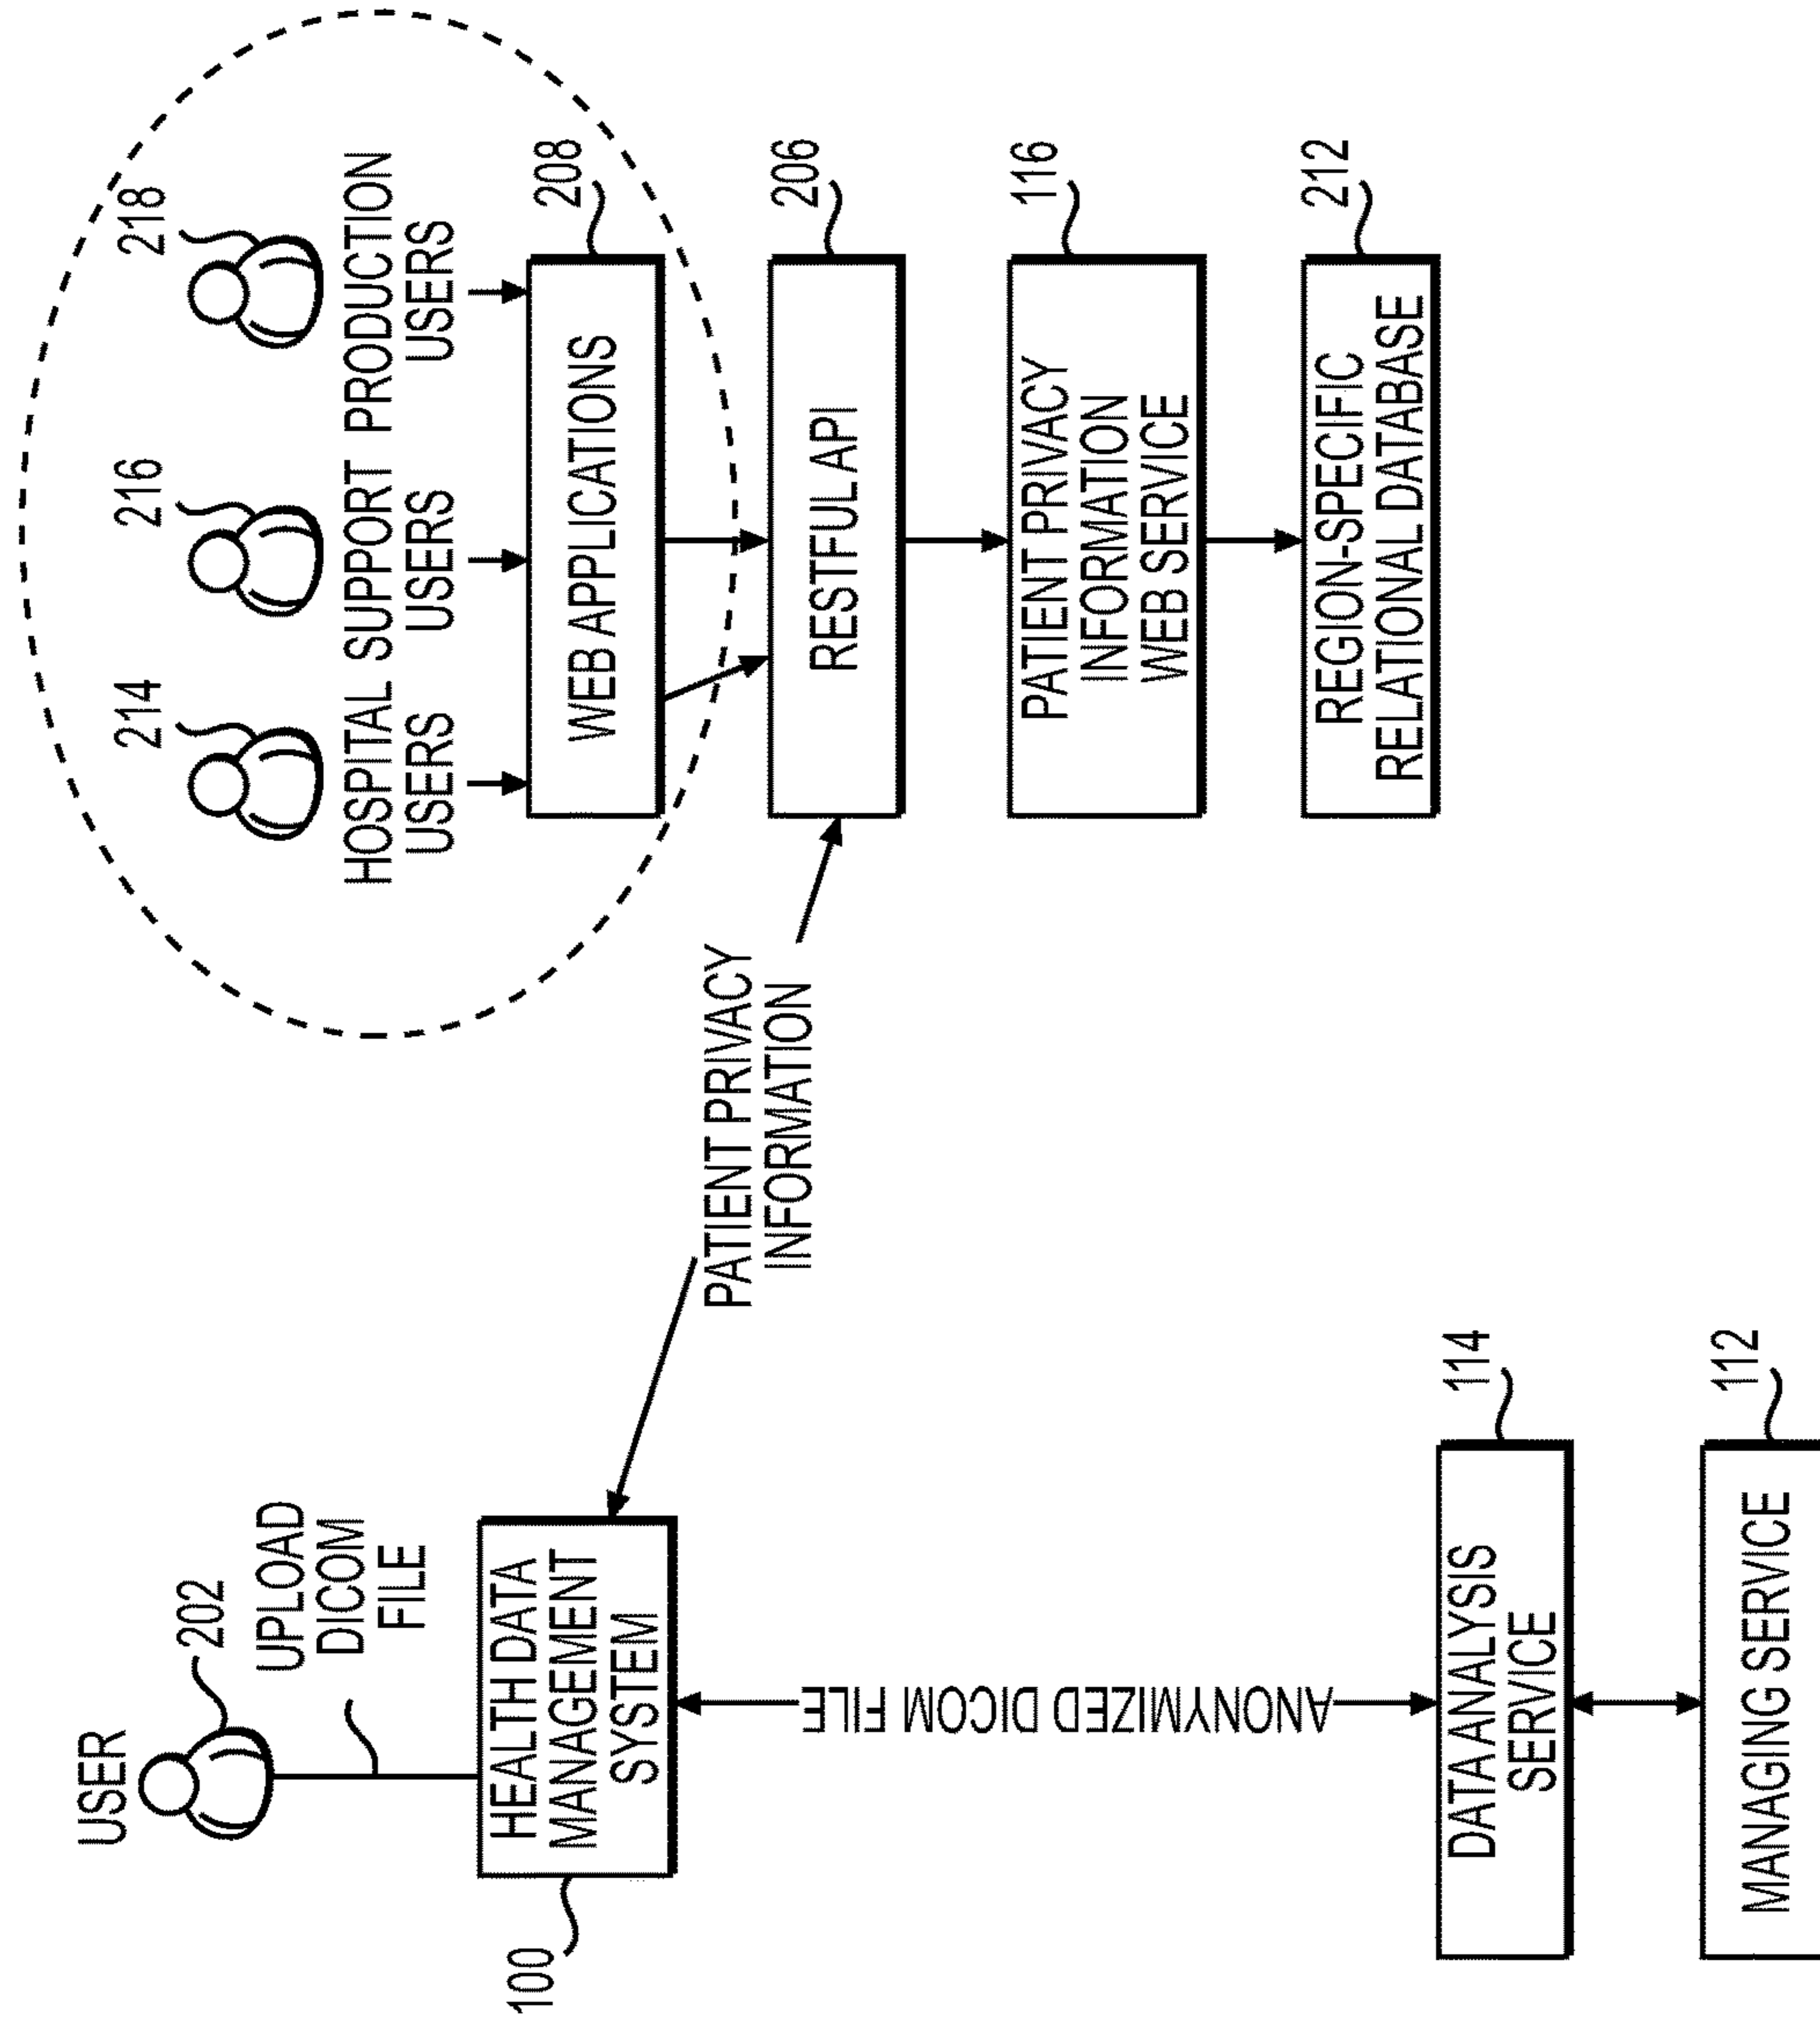 USER
202
UPLOAD
DICOM
FILE
100
HEALTH DATA
MANAGEMENT
SYSTEM
ANONYMIZED DICOM FILE
DATA ANALYSIS
SERVICE
114
MANAGING SERVICE
112
PATIENT PRIVACY
INFORMATION
214
216
218
HOSPITAL
USERS
SUPPORT
USERS
PRODUCTION
USERS
WEB APPLICATIONS
208
RESTFUL API
206
PATIENT PRIVACY
INFORMATION
WEB SERVICE
116
REGION-SPECIFIC
RELATIONAL DATABASE
212